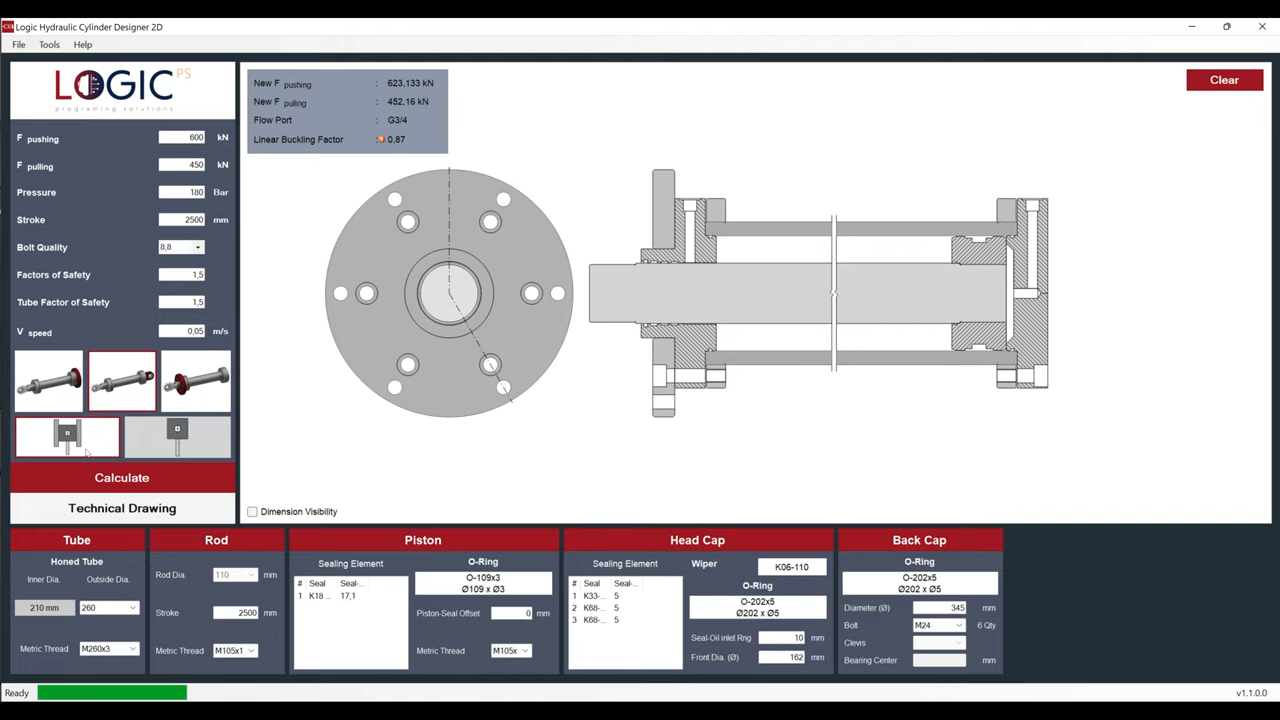 Logic Hydraulic Cylinder Designer 2D
File Tools Help
LOGIC PS
programing solutions
F pushing 600 kN
F pulling 450 kN
Pressure 180 Bar
Stroke 2500 mm
Bolt Quality 8,8
Factors of Safety 1,5
Tube Factor of Safety 1,5
V speed 0,05 m/s
Calculate
Technical Drawing
New F pushing : 623,133 kN
New F pulling : 452,16 kN
Flow Port : G3/4
Linear Buckling Factor : 0,87
Clear
Dimension Visibility
Tube
Honed Tube
Inner Dia. Outside Dia.
210 mm 260
Metric Thread M260x3
Rod
Rod Dia. 110 mm
Stroke 2500 mm
Metric Thread M105x1
Piston
Sealing Element
# Seal Seal-...
1 K18 ... 17,1
O-Ring
O-109x3
Ø109 x Ø3
Piston-Seal Offset 0 mm
Metric Thread M105x
Head Cap
Sealing Element
# Seal Seal-...
1 K33-... 5
2 K68-... 5
3 K68-... 5
Wiper K06-110
O-Ring
O-202x5
Ø202 x Ø5
Seal-Oil inlet Rng 10 mm
Front Dia. (Ø) 162 mm
Back Cap
O-Ring
O-202x5
Ø202 x Ø5
Diameter (Ø) 345 mm
Bolt M24 6 Qty
Clevis
Bearing Center mm
Ready
v1.1.0.0